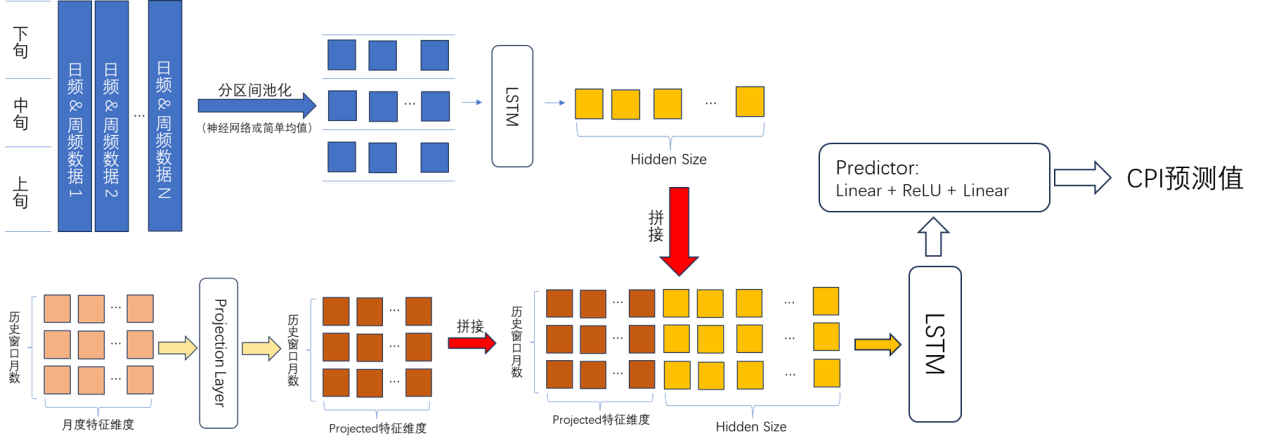 下旬
中旬
上旬
日频 & 周频数据 1
日频 & 周频数据 2
...
日频 & 周频数据 N
分区间池化
（神经网络或简单均值）
...
LSTM
...
Hidden Size
拼接
Predictor:
Linear + ReLU + Linear
CPI预测值
历史窗口月数
...
...
...
月度特征维度
Projection Layer
历史窗口月数
...
...
...
Projected特征维度
拼接
历史窗口月数
...
...
...
...
...
...
Projected特征维度
Hidden Size
LSTM